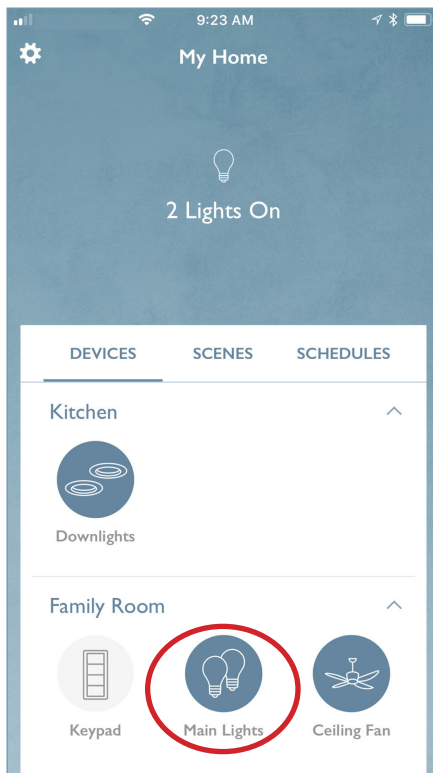 9:23 AM
My Home
2 Lights On
DEVICES SCENES SCHEDULES
Kitchen
Downlights
Family Room
Keypad Main Lights Ceiling Fan